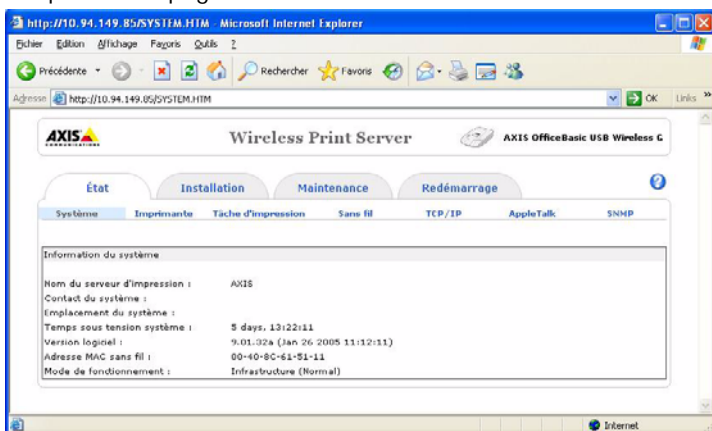 http://10.94.149.85/SYSTEM.HTM - Microsoft Internet Explorer
Fichier Edition Affichage Favoris Outils ?
Précédente Rechercher Favoris
Adresse http://10.94.149.85/SYSTEM.HTM OK Links »
AXIS COMMUNICATIONS Wireless Print Server AXIS OfficeBasic USB Wireless G
État Installation Maintenance Redémarrage ?
Système Imprimante Tâche d'impression Sans fil TCP/IP AppleTalk SNMP
Information du système
Nom du serveur d'impression : AXIS
Contact du système :
Emplacement du système :
Temps sous tension système : 5 days, 13:22:11
Version logiciel : 9.01.32a (Jan 26 2005 11:12:11)
Adresse MAC sans fil : 00-40-8C-61-51-11
Mode de fonctionnement : Infrastructure (Normal)
Internet